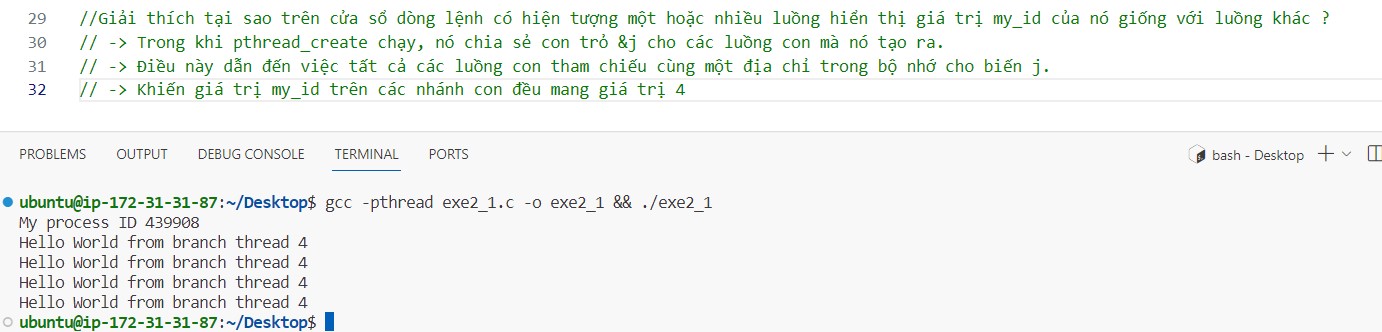 29 //Giải thích tại sao trên cửa sổ dòng lệnh có hiện tượng một hoặc nhiều luồng hiển thị giá trị my_id của nó giống với luồng khác ?
30 // -> Trong khi pthread_create chạy, nó chia sẻ con trỏ &j cho các luồng con mà nó tạo ra.
31 // -> Điều này dẫn đến việc tất cả các luồng con tham chiếu cùng một địa chỉ trong bộ nhớ cho biến j.
32 // -> Khiến giá trị my_id trên các nhánh con đều mang giá trị 4
PROBLEMS OUTPUT DEBUG CONSOLE TERMINAL PORTS bash - Desktop
ubuntu@ip-172-31-31-87:~/Desktop$ gcc -pthread exe2_1.c -o exe2_1 && ./exe2_1
My process ID 439908
Hello World from branch thread 4
Hello World from branch thread 4
Hello World from branch thread 4
Hello World from branch thread 4
ubuntu@ip-172-31-31-87:~/Desktop$